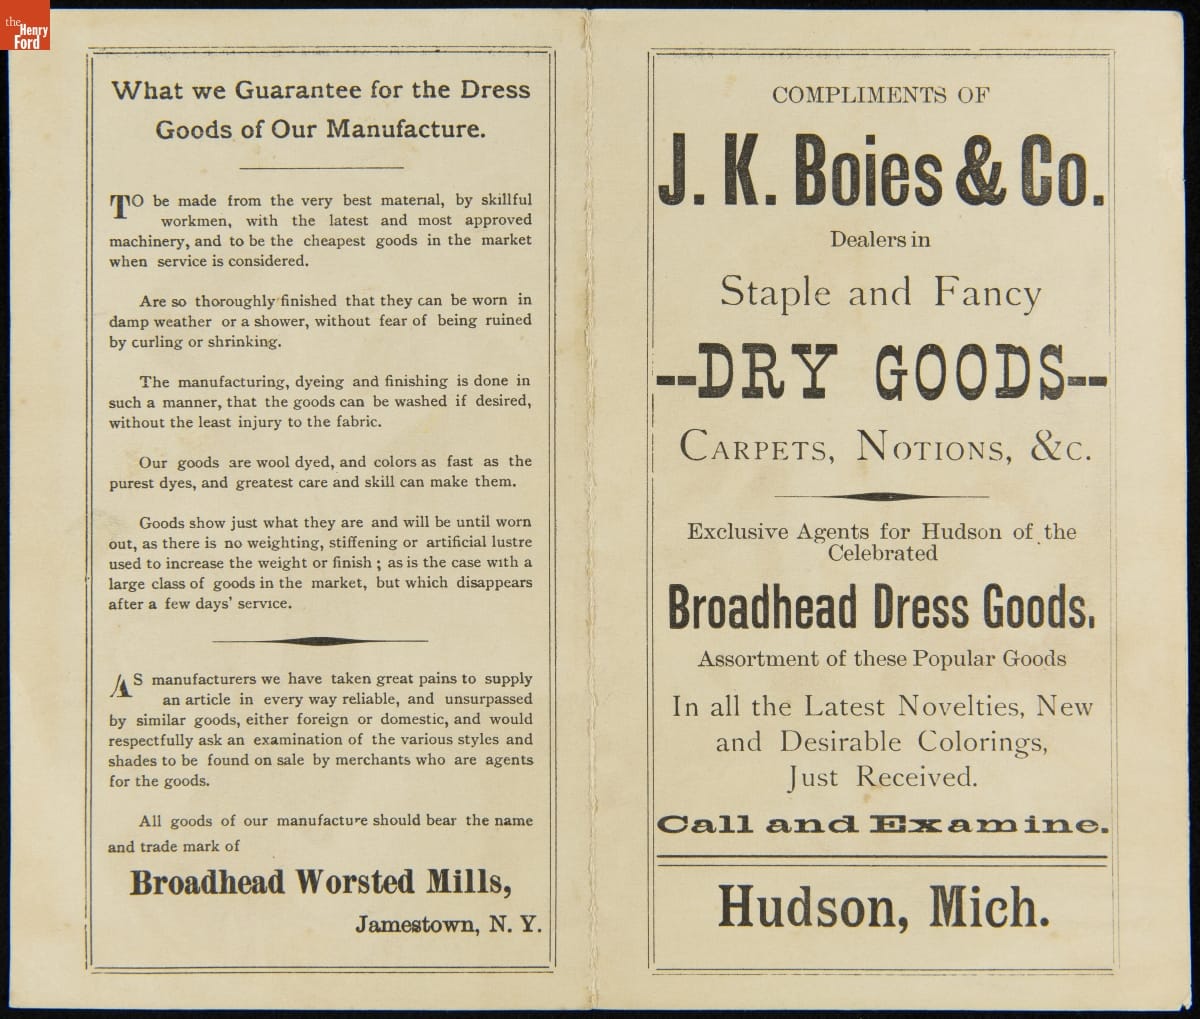 the
Henry
Ford
What we Guarantee for the Dress
Goods of Our Manufacture.
TO be made from the very best material, by skillful
workmen, with the latest and most approved
machinery, and to be the cheapest goods in the market
when service is considered.
Are so thoroughly finished that they can be worn in
damp weather or a shower, without fear of being ruined
by curling or shrinking.
The manufacturing, dyeing and finishing is done in
such a manner, that the goods can be washed if desired,
without the least injury to the fabric.
Our goods are wool dyed, and colors as fast as the
purest dyes, and greatest care and skill can make them.
Goods show just what they are and will be until worn
out, as there is no weighting, stiffening or artificial lustre
used to increase the weight or finish; as is the case with a
large class of goods in the market, but which disappears
after a few days' service.
AS manufacturers we have taken great pains to supply
an article in every way reliable, and unsurpassed
by similar goods, either foreign or domestic, and would
respectfully ask an examination of the various styles and
shades to be found on sale by merchants who are agents
for the goods.
All goods of our manufacture should bear the name
and trade mark of
Broadhead Worsted Mills,
Jamestown, N. Y.
COMPLIMENTS OF
J. K. Boies & Co.
Dealers in
Staple and Fancy
--DRY GOODS--
CARPETS, NOTIONS, &C.
Exclusive Agents for Hudson of the
Celebrated
Broadhead Dress Goods.
Assortment of these Popular Goods
In all the Latest Novelties, New
and Desirable Colorings,
Just Received.
Call and Examine.
Hudson, Mich.